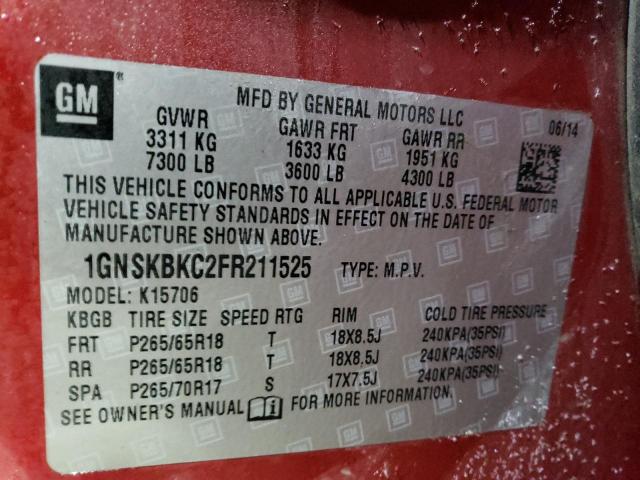 GM ®
MFD BY GENERAL MOTORS LLC
GVWR GAWR FRT GAWR RR 06/14
3311 KG 1633 KG 1951 KG
7300 LB 3600 LB 4300 LB
THIS VEHICLE CONFORMS TO ALL APPLICABLE U.S. FEDERAL MOTOR
VEHICLE SAFETY STANDARDS IN EFFECT ON THE DATE OF
MANUFACTURE SHOWN ABOVE.
1GNSKBKC2FR211525 TYPE: M.P.V.
MODEL: K15706
KBGB TIRE SIZE SPEED RTG RIM COLD TIRE PRESSURE
FRT P265/65R18 T 18X8.5J 240KPA(35PSI)
RR P265/65R18 T 18X8.5J 240KPA(35PSI)
SPA P265/70R17 S 17X7.5J 240KPA(35PSI)
SEE OWNER'S MANUAL FOR MORE INFORMATION